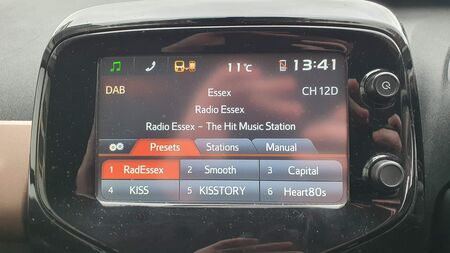 11°C 13:41
DAB Essex CH 12D
Radio Essex
Radio Essex - The Hit Music Station
Presets Stations Manual
1 RadEssex 2 Smooth 3 Capital
4 KISS 5 KISSTORY 6 Heart80s